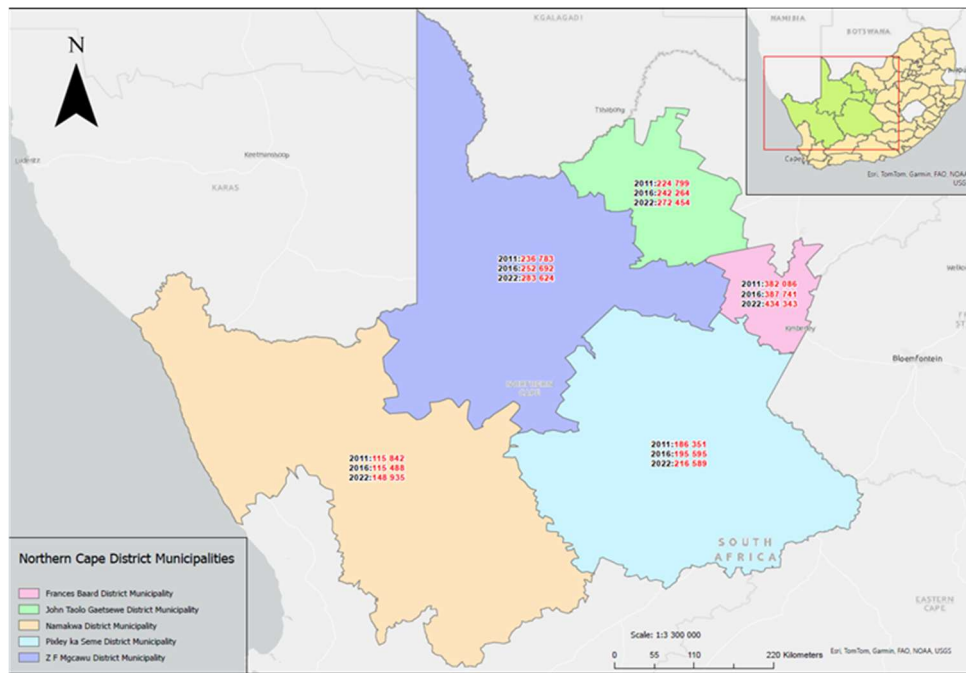 KGALAGADI
NAMIBIA
BOTSWANA
N
Tsabong
Keetmanshoop
KARAS
Esri, TomTom, Garmin, FAO, NOAA,
USGS
2011:224 799
2016:242 264
2022:272 454
2011:236 783
2016:252 692
2022:283 624
2011:382 086
2016:387 741
2022:434 343
Kimberley
Bloemfontein
NORTHERN
CAPE
2011:186 351
2016:195 595
2022:216 589
2011:115 842
2016:115 488
2022:148 935
SOUTH
AFRICA
EASTERN
CAPE
Northern Cape District Municipalities
Frances Baard District Municipality
John Taolo Gaetsewe District Municipality
Namakwa District Municipality
Pixley ka Seme District Municipality
Z F Mgcawu District Municipality
Scale: 1:3 300 000
0 55 110 220 Kilometers
Esri, TomTom, Garmin, FAO, NOAA, USGS